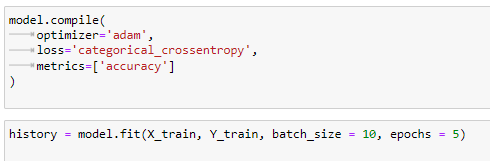 model.compile(
    optimizer='adam',
    loss='categorical_crossentropy',
    metrics=['accuracy']
)
history = model.fit(X_train, Y_train, batch_size = 10, epochs = 5)